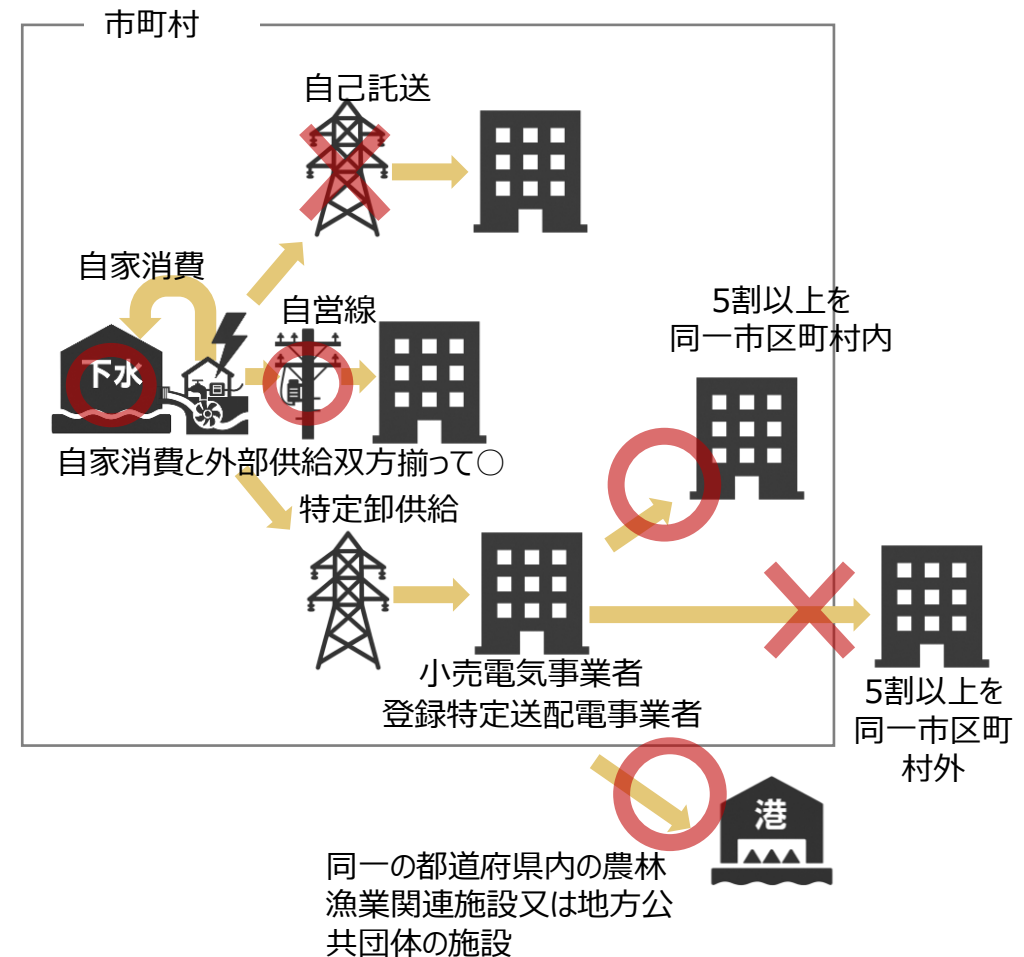 市町村
自己託送
自家消費
自営線
5割以上を
同一市区町村内
下水
自家消費と外部供給双方揃って○
特定卸供給
小売電気事業者
登録特定送配電事業者
5割以上を
同一市区町
村外
港
同一の都道府県内の農林
漁業関連施設又は地方公
共団体の施設